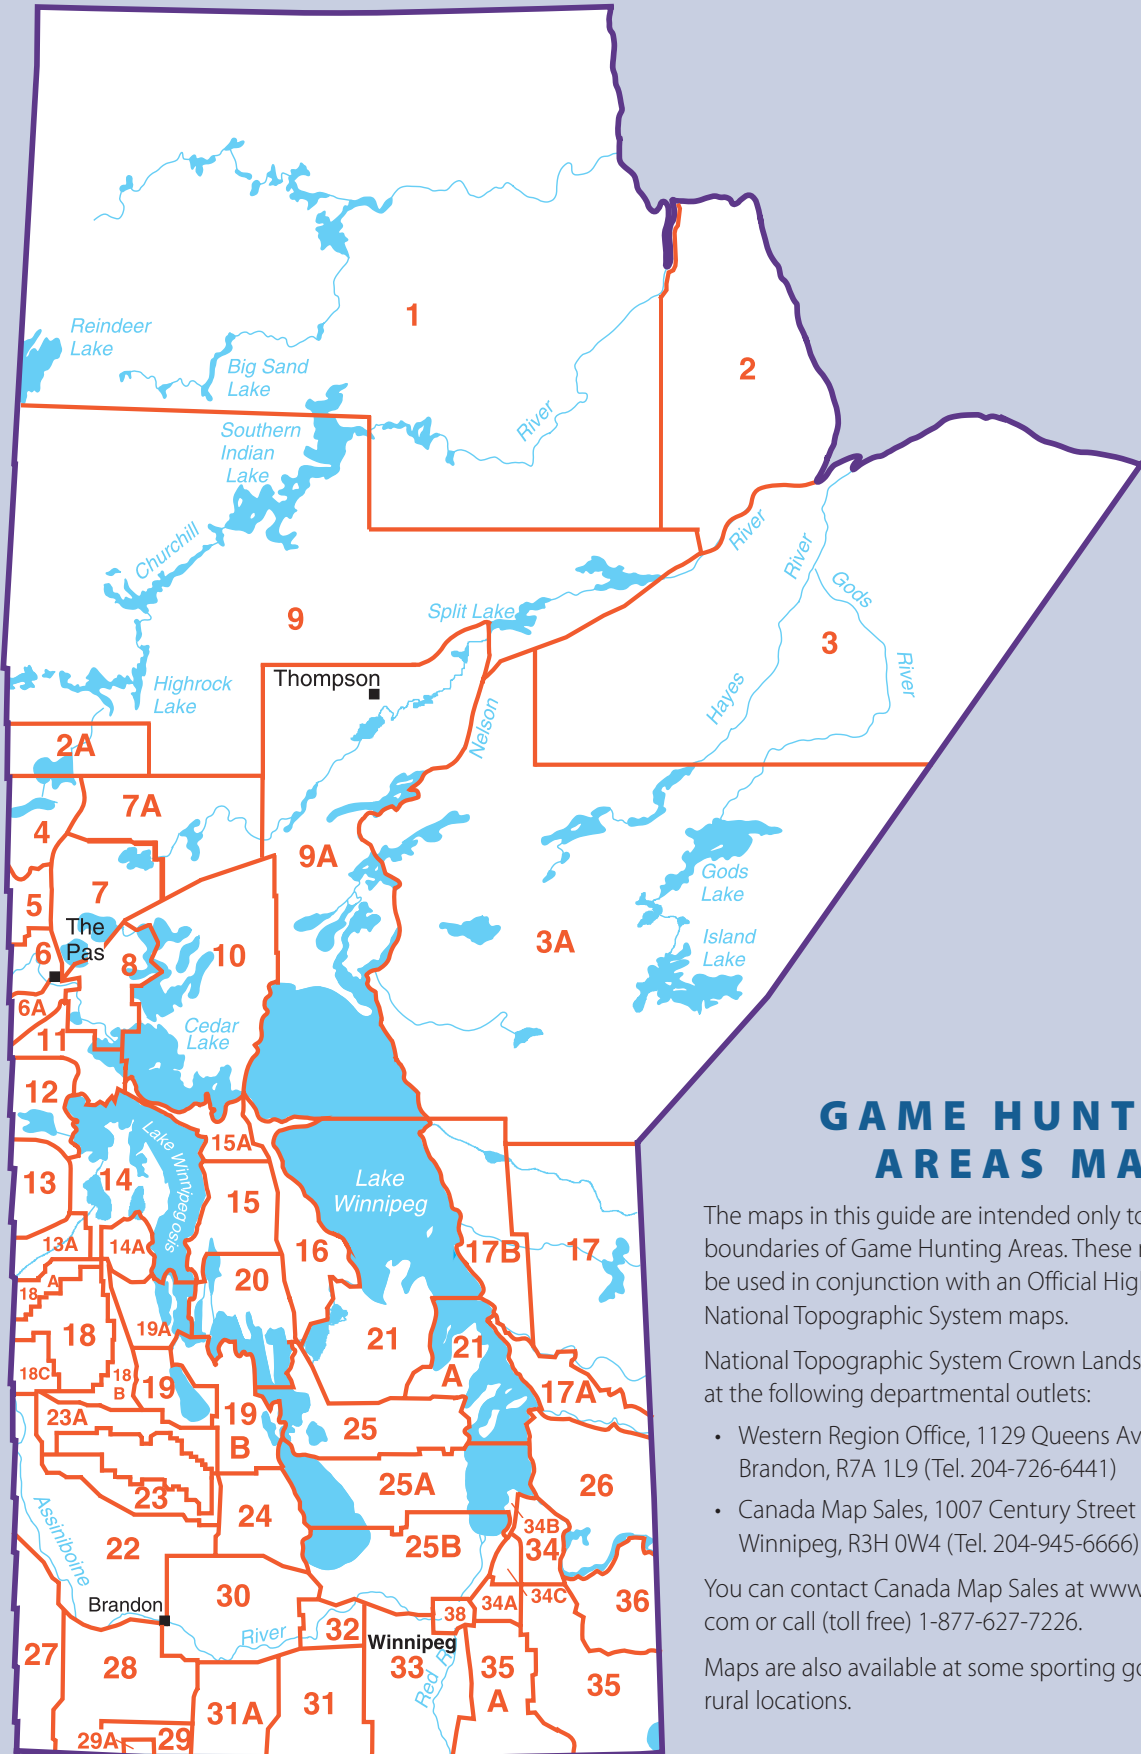 1
Reindeer
Lake
2
Big Sand
Lake
River
Southern
Indian
Lake
Churchill
River
River
Gods
Split Lake
9
3
River
Thompson
Highrock
Lake
Hayes
Nelson
2A
7A
4
9A
Gods
Lake
7
5
The
Pas
3A
Island
Lake
6
8
10
6A
Cedar
Lake
11
12
GAME HUNT
AREAS MA
Lake Winnipegosis
15A
13
14
Lake
Winnipeg
15
The maps in this guide are intended only to
13A
14A
16
17B
17
boundaries of Game Hunting Areas. These
A
18
20
be used in conjunction with an Official Hig
National Topographic System maps.
18
19A
21
21
A
National Topographic System Crown Lands
18C
18
B
19
17A
at the following departmental outlets:
23A
19
B
25
• Western Region Office, 1129 Queens Av
Brandon, R7A 1L9 (Tel. 204-726-6441)
23
25A
26
Assiniboine
24
• Canada Map Sales, 1007 Century Street
34B
22
25B
34
Winnipeg, R3H 0W4 (Tel. 204-945-6666)
30
34A
34C
36
You can contact Canada Map Sales at www.
Brandon
38
com or call (toll free) 1-877-627-7226.
River
32
Winnipeg
27
28
33
Red
35
A
35
Maps are also available at some sporting go
rural locations.
31A
31
29A
29